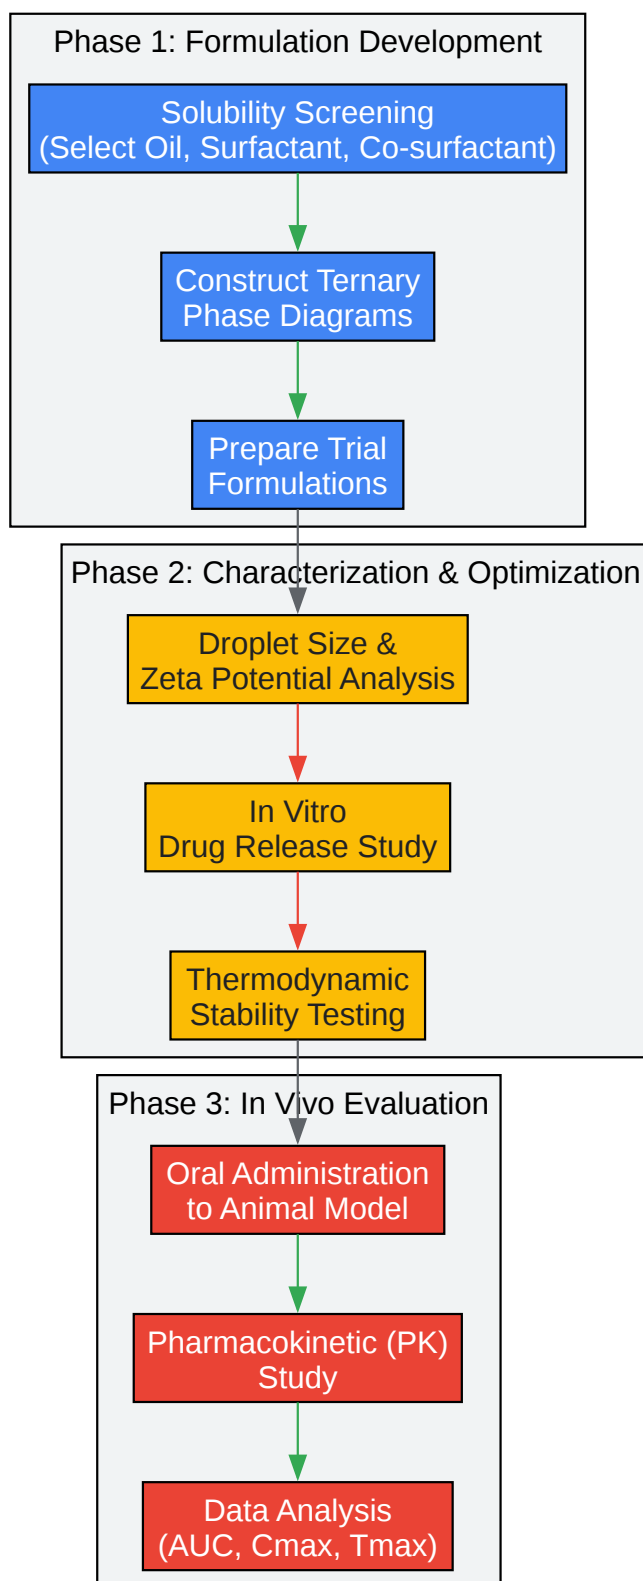 Phase 1: Formulation Development
Solubility Screening
(Select Oil, Surfactant, Co-surfactant)
Construct Ternary
Phase Diagrams
Prepare Trial
Formulations
Phase 2: Characterization & Optimization
Droplet Size &
Zeta Potential Analysis
In Vitro
Drug Release Study
Thermodynamic
Stability Testing
Phase 3: In Vivo Evaluation
Oral Administration
to Animal Model
Pharmacokinetic (PK)
Study
Data Analysis
(AUC, Cmax, Tmax)